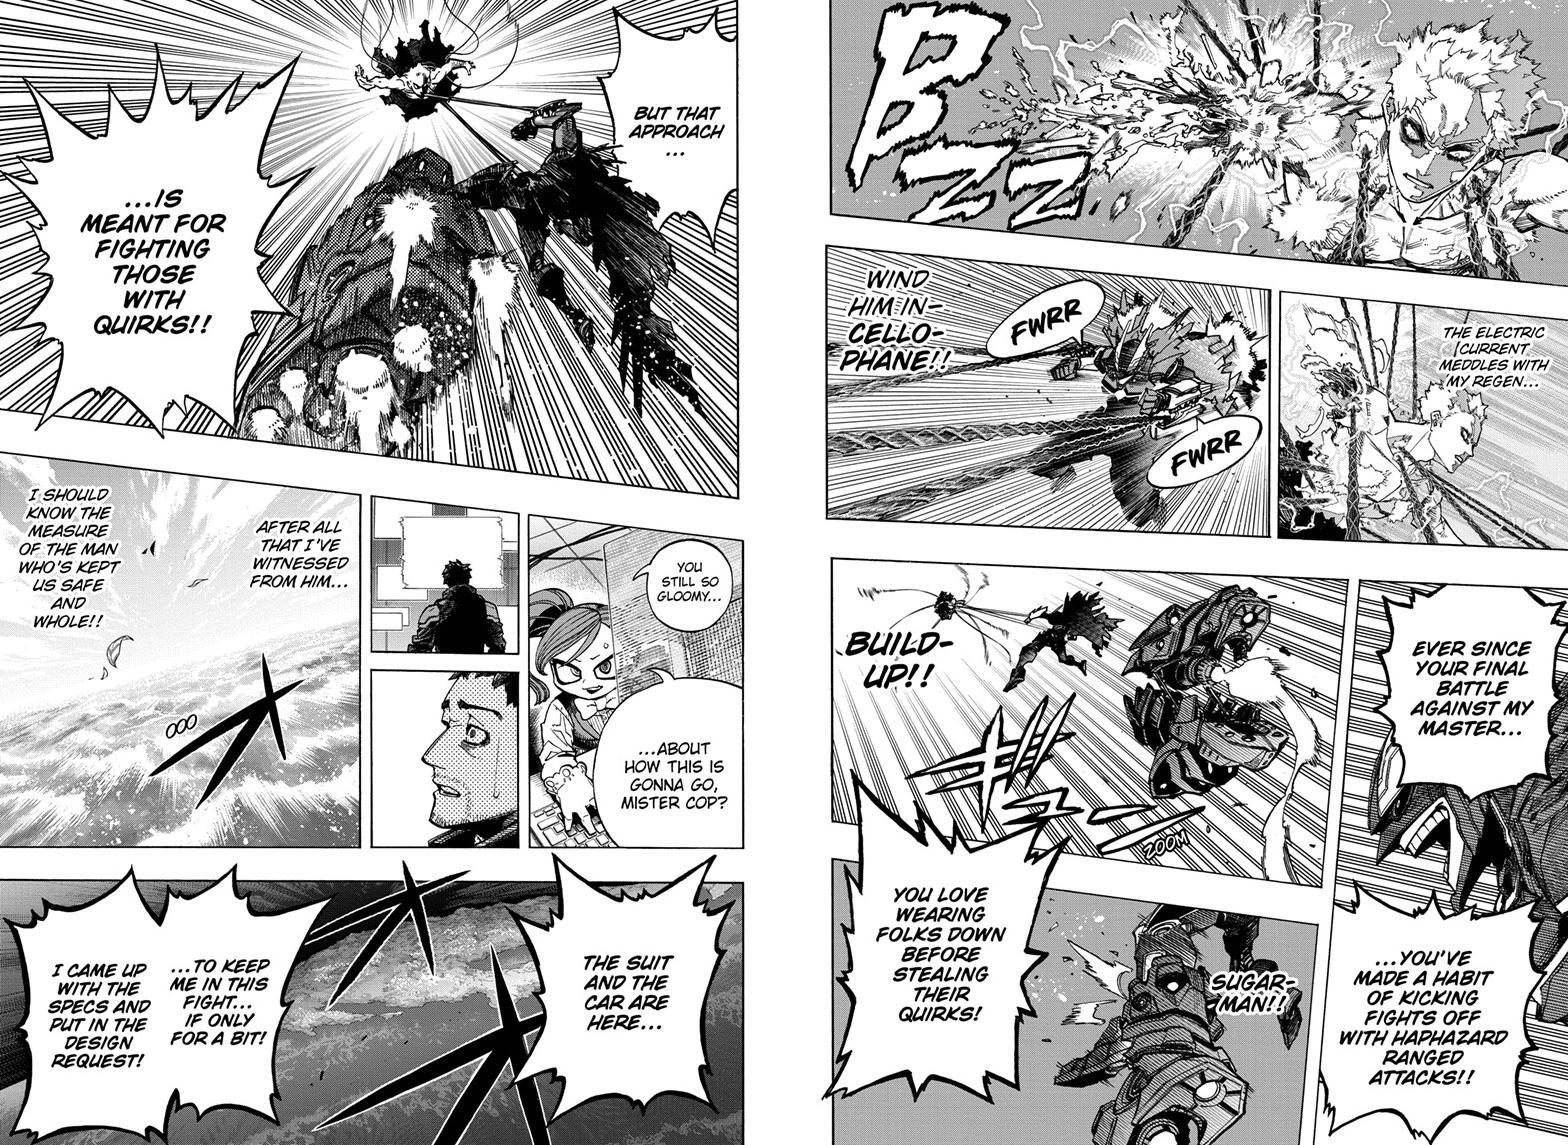 BZZZ
THE ELECTRIC
CURRENT
MEDDLES WITH
MY REGEN...
WIND
HIM IN
CELLO-
PHANE!!
FWRR
FWRR
EVER SINCE
YOUR FINAL
BATTLE
AGAINST MY
MASTER...
...YOU'VE
MADE A HABIT
OF KICKING
FIGHTS OFF
WITH HAPHAZARD
RANGED
ATTACKS!!
BUILD-
UP!!
ZOOM
SUGAR-
MAN!!
YOU LOVE
WEARING
FOLKS DOWN
BEFORE
STEALING
THEIR
QUIRKS!
BUT THAT
APPROACH
...
...IS
MEANT FOR
FIGHTING
THOSE
WITH
QUIRKS!!
YOU
STILL SO
GLOOMY...
...ABOUT
HOW THIS IS
GONNA GO,
MISTER COP?
AFTER ALL
THAT I'VE
WITNESSED
FROM HIM...
I SHOULD
KNOW THE
MEASURE
OF THE MAN
WHO'S KEPT
US SAFE
AND
WHOLE!!
OOO
THE SUIT
AND THE
CAR ARE
HERE...
...TO KEEP
ME IN THIS
FIGHT...
IF ONLY
FOR A BIT!
I CAME UP
WITH THE
SPECS AND
PUT IN THE
DESIGN
REQUEST!